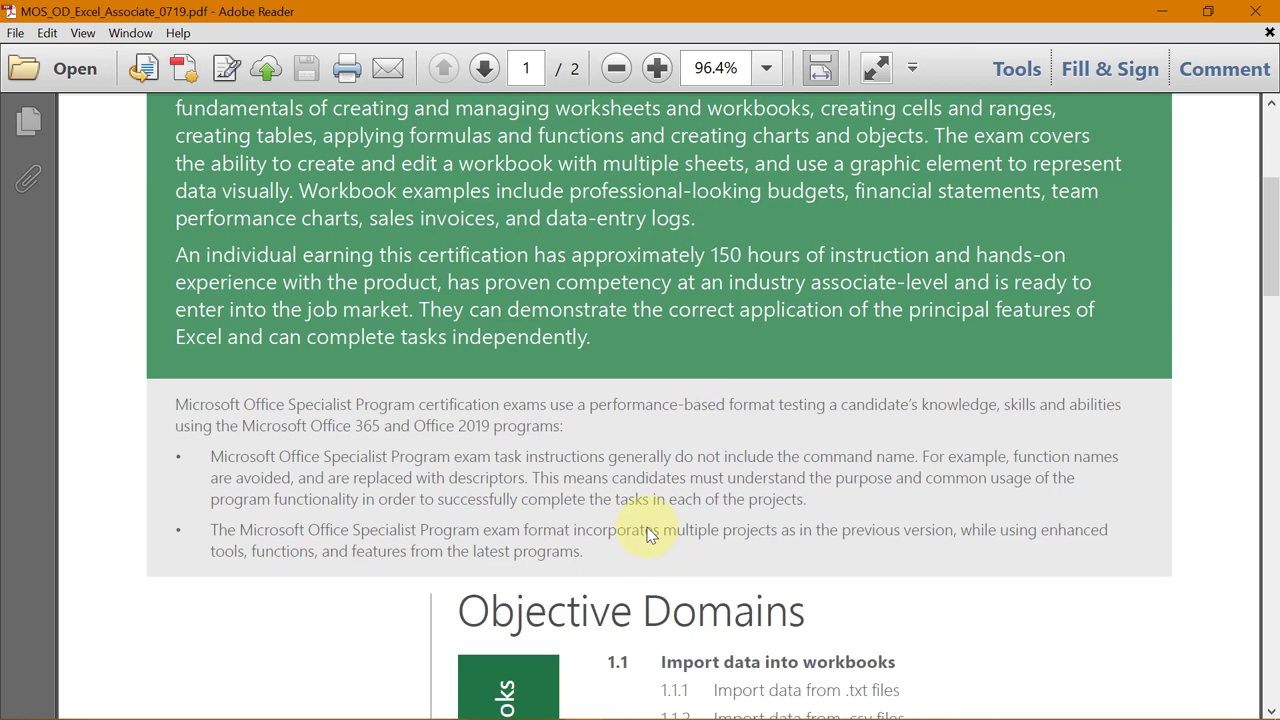 MOS_OD_Excel_Associate_0719.pdf - Adobe Reader
File Edit View Window Help
Open 1 / 2 96.4% Tools Fill & Sign Comment
fundamentals of creating and managing worksheets and workbooks, creating cells and ranges,
creating tables, applying formulas and functions and creating charts and objects. The exam covers
the ability to create and edit a workbook with multiple sheets, and use a graphic element to represent
data visually. Workbook examples include professional-looking budgets, financial statements, team
performance charts, sales invoices, and data-entry logs.
An individual earning this certification has approximately 150 hours of instruction and hands-on
experience with the product, has proven competency at an industry associate-level and is ready to
enter into the job market. They can demonstrate the correct application of the principal features of
Excel and can complete tasks independently.
Microsoft Office Specialist Program certification exams use a performance-based format testing a candidate's knowledge, skills and abilities
using the Microsoft Office 365 and Office 2019 programs:
• Microsoft Office Specialist Program exam task instructions generally do not include the command name. For example, function names
are avoided, and are replaced with descriptors. This means candidates must understand the purpose and common usage of the
program functionality in order to successfully complete the tasks in each of the projects.
• The Microsoft Office Specialist Program exam format incorporates multiple projects as in the previous version, while using enhanced
tools, functions, and features from the latest programs.
Objective Domains
1.1 Import data into workbooks
1.1.1 Import data from .txt files
1.1.2 Import data from .csv files